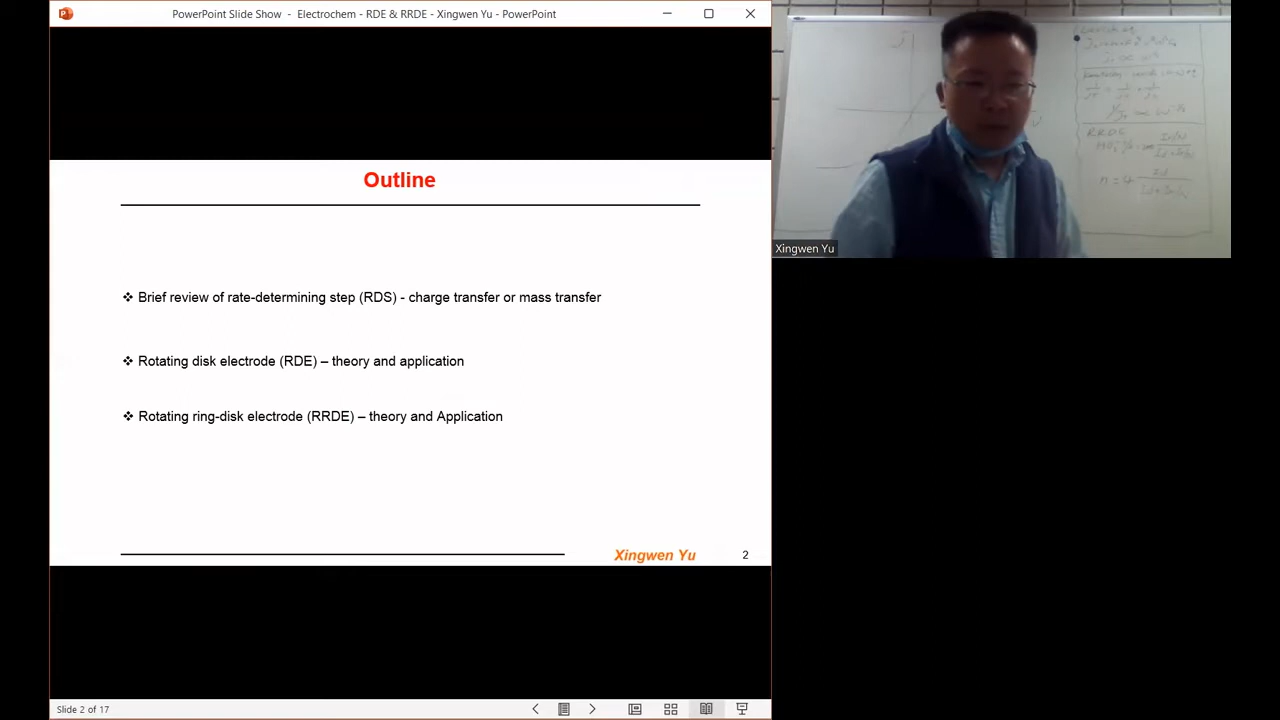 PowerPoint Slide Show - Electrochem - RDE & RRDE - Xingwen Yu - PowerPoint
Outline
❖ Brief review of rate-determining step (RDS) - charge transfer or mass transfer
❖ Rotating disk electrode (RDE) – theory and application
❖ Rotating ring-disk electrode (RRDE) – theory and Application
Xingwen Yu
2
Slide 2 of 17
Xingwen Yu
RRDE